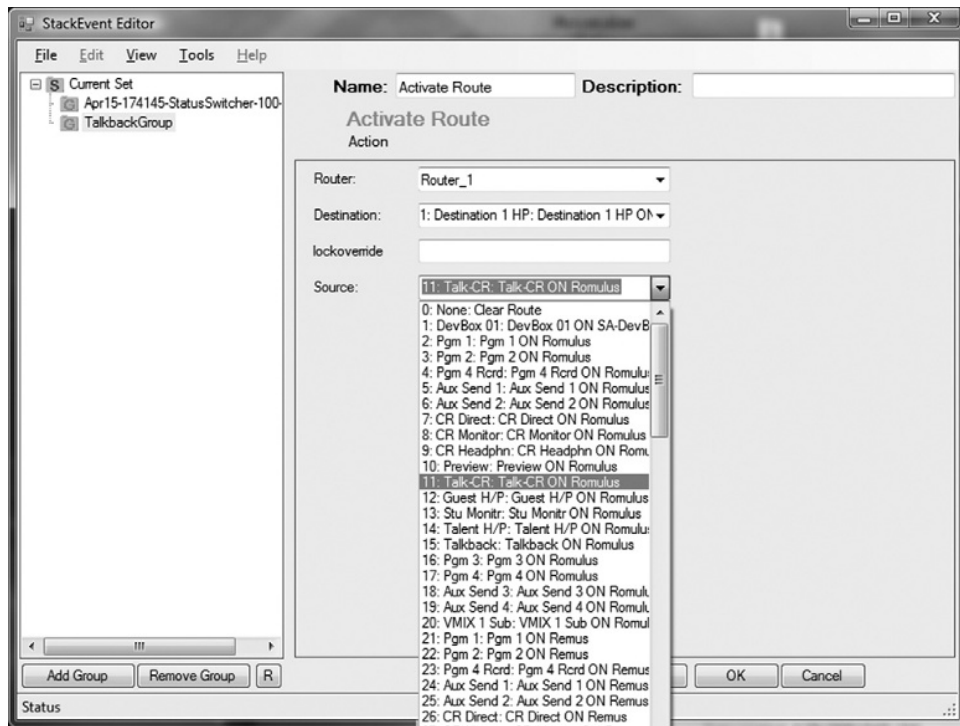 StackEvent Editor
File Edit View Tools Help
Current Set
Apr15-174145-StatusSwitcher-100-
TalkbackGroup
Name: Activate Route Description:
Activate Route
Action
Router: Router_1
Destination: 1: Destination 1 HP: Destination 1 HP ON
lockoverride
Source: 11: Talk-CR: Talk-CR ON Romulus
0: None: Clear Route
1: DevBox 01: DevBox 01 ON SA-DevB
2: Pgm 1: Pgm 1 ON Romulus
3: Pgm 2: Pgm 2 ON Romulus
4: Pgm 4 Rcrd: Pgm 4 Rcrd ON Romulu
5: Aux Send 1: Aux Send 1 ON Romulus
6: Aux Send 2: Aux Send 2 ON Romulus
7: CR Direct: CR Direct ON Romulus
8: CR Monitor: CR Monitor ON Romulus
9: CR Headphn: CR Headphn ON Romu
10: Preview: Preview ON Romulus
11: Talk-CR: Talk-CR ON Romulus
12: Guest H/P: Guest H/P ON Romulus
13: Stu Monitr: Stu Monitr ON Romulus
14: Talent H/P: Talent H/P ON Romulu
15: Talkback: Talkback ON Romulus
16: Pgm 3: Pgm 3 ON Romulus
17: Pgm 4: Pgm 4 ON Romulus
18: Aux Send 3: Aux Send 3 ON Romulu
19: Aux Send 4: Aux Send 4 ON Romulu
20: VMIX 1 Sub: VMIX 1 Sub ON Romul
21: Pgm 1: Pgm 1 ON Remus
22: Pgm 2: Pgm 2 ON Remus
23: Pgm 4 Rcrd: Pgm 4 Rcrd ON Remus
24: Aux Send 1: Aux Send 1 ON Remus
25: Aux Send 2: Aux Send 2 ON Remus
26: CR Direct: CR Direct ON Remus
Add Group Remove Group R OK Cancel
Status